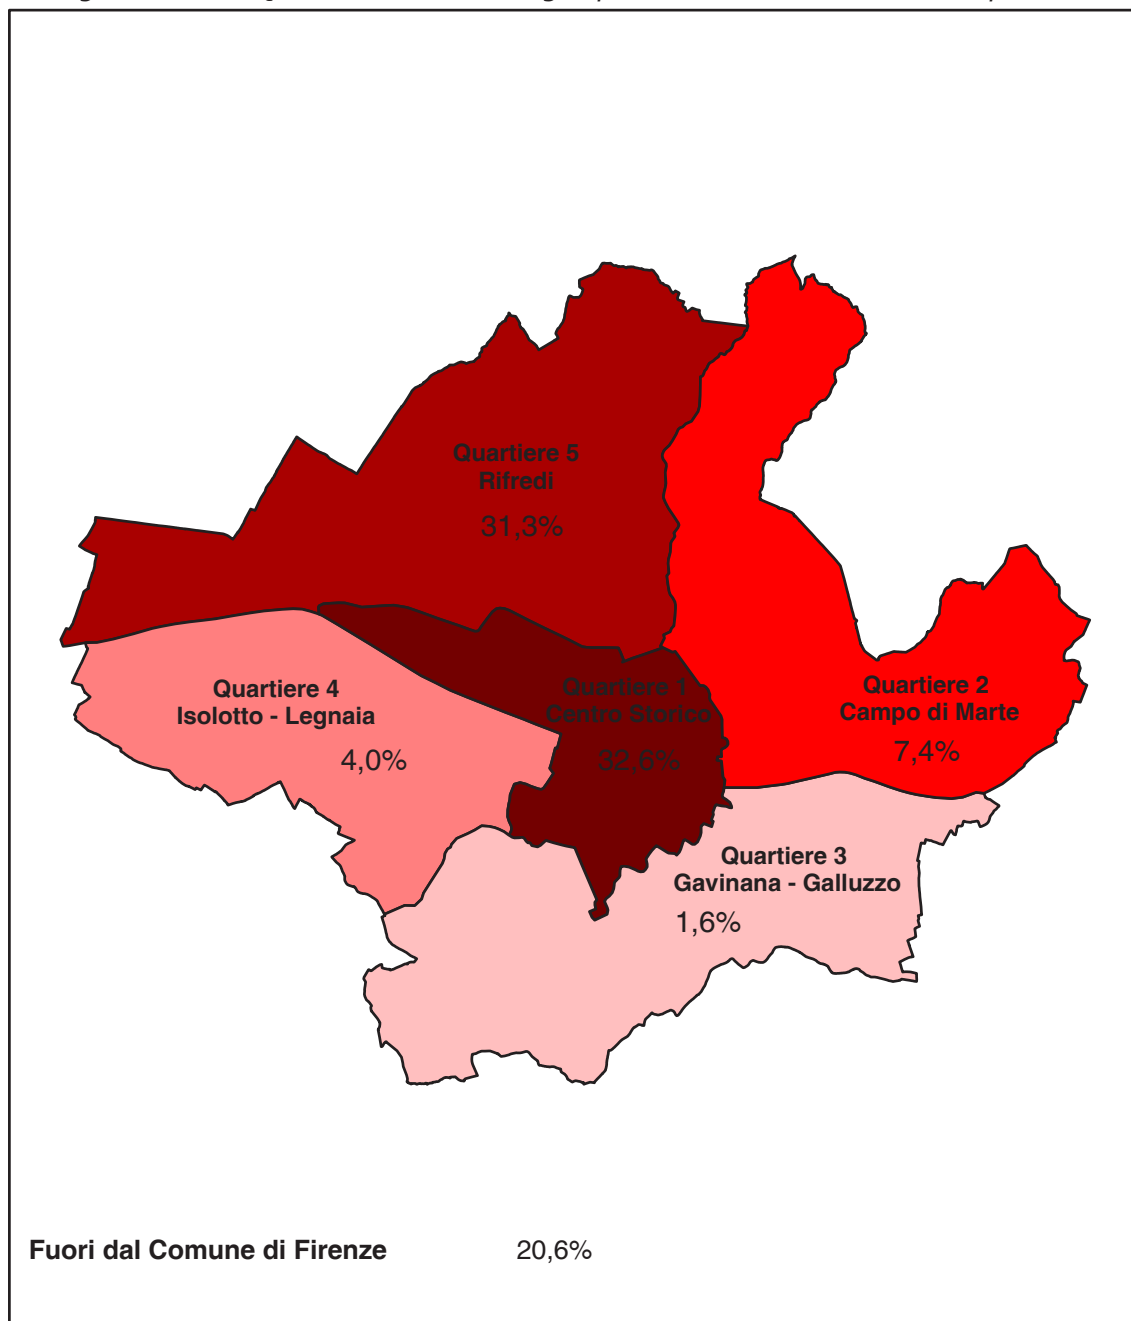 Quartiere 5
Rifredi
31,3%
Quartiere 4
Isolotto - Legnaia
4,0%
Quartiere 1
Centro Storico
32,6%
Quartiere 2
Campo di Marte
7,4%
Quartiere 3
Gavinana - Galluzzo
1,6%
Fuori dal Comune di Firenze 20,6%